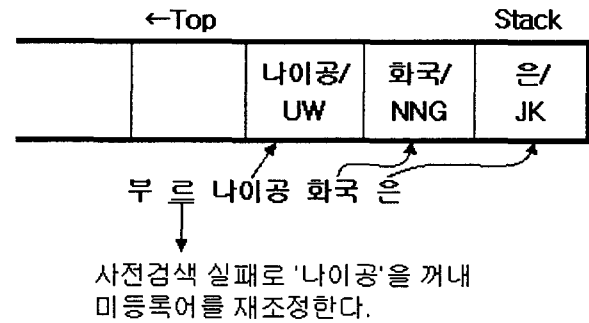 ←Top Stack
나이공/ 화국/ 은/
UW NNG JK
부 르 나이공 화국 은
사전검색 실패로 '나이공'을 꺼내
미등록어를 재조정한다.